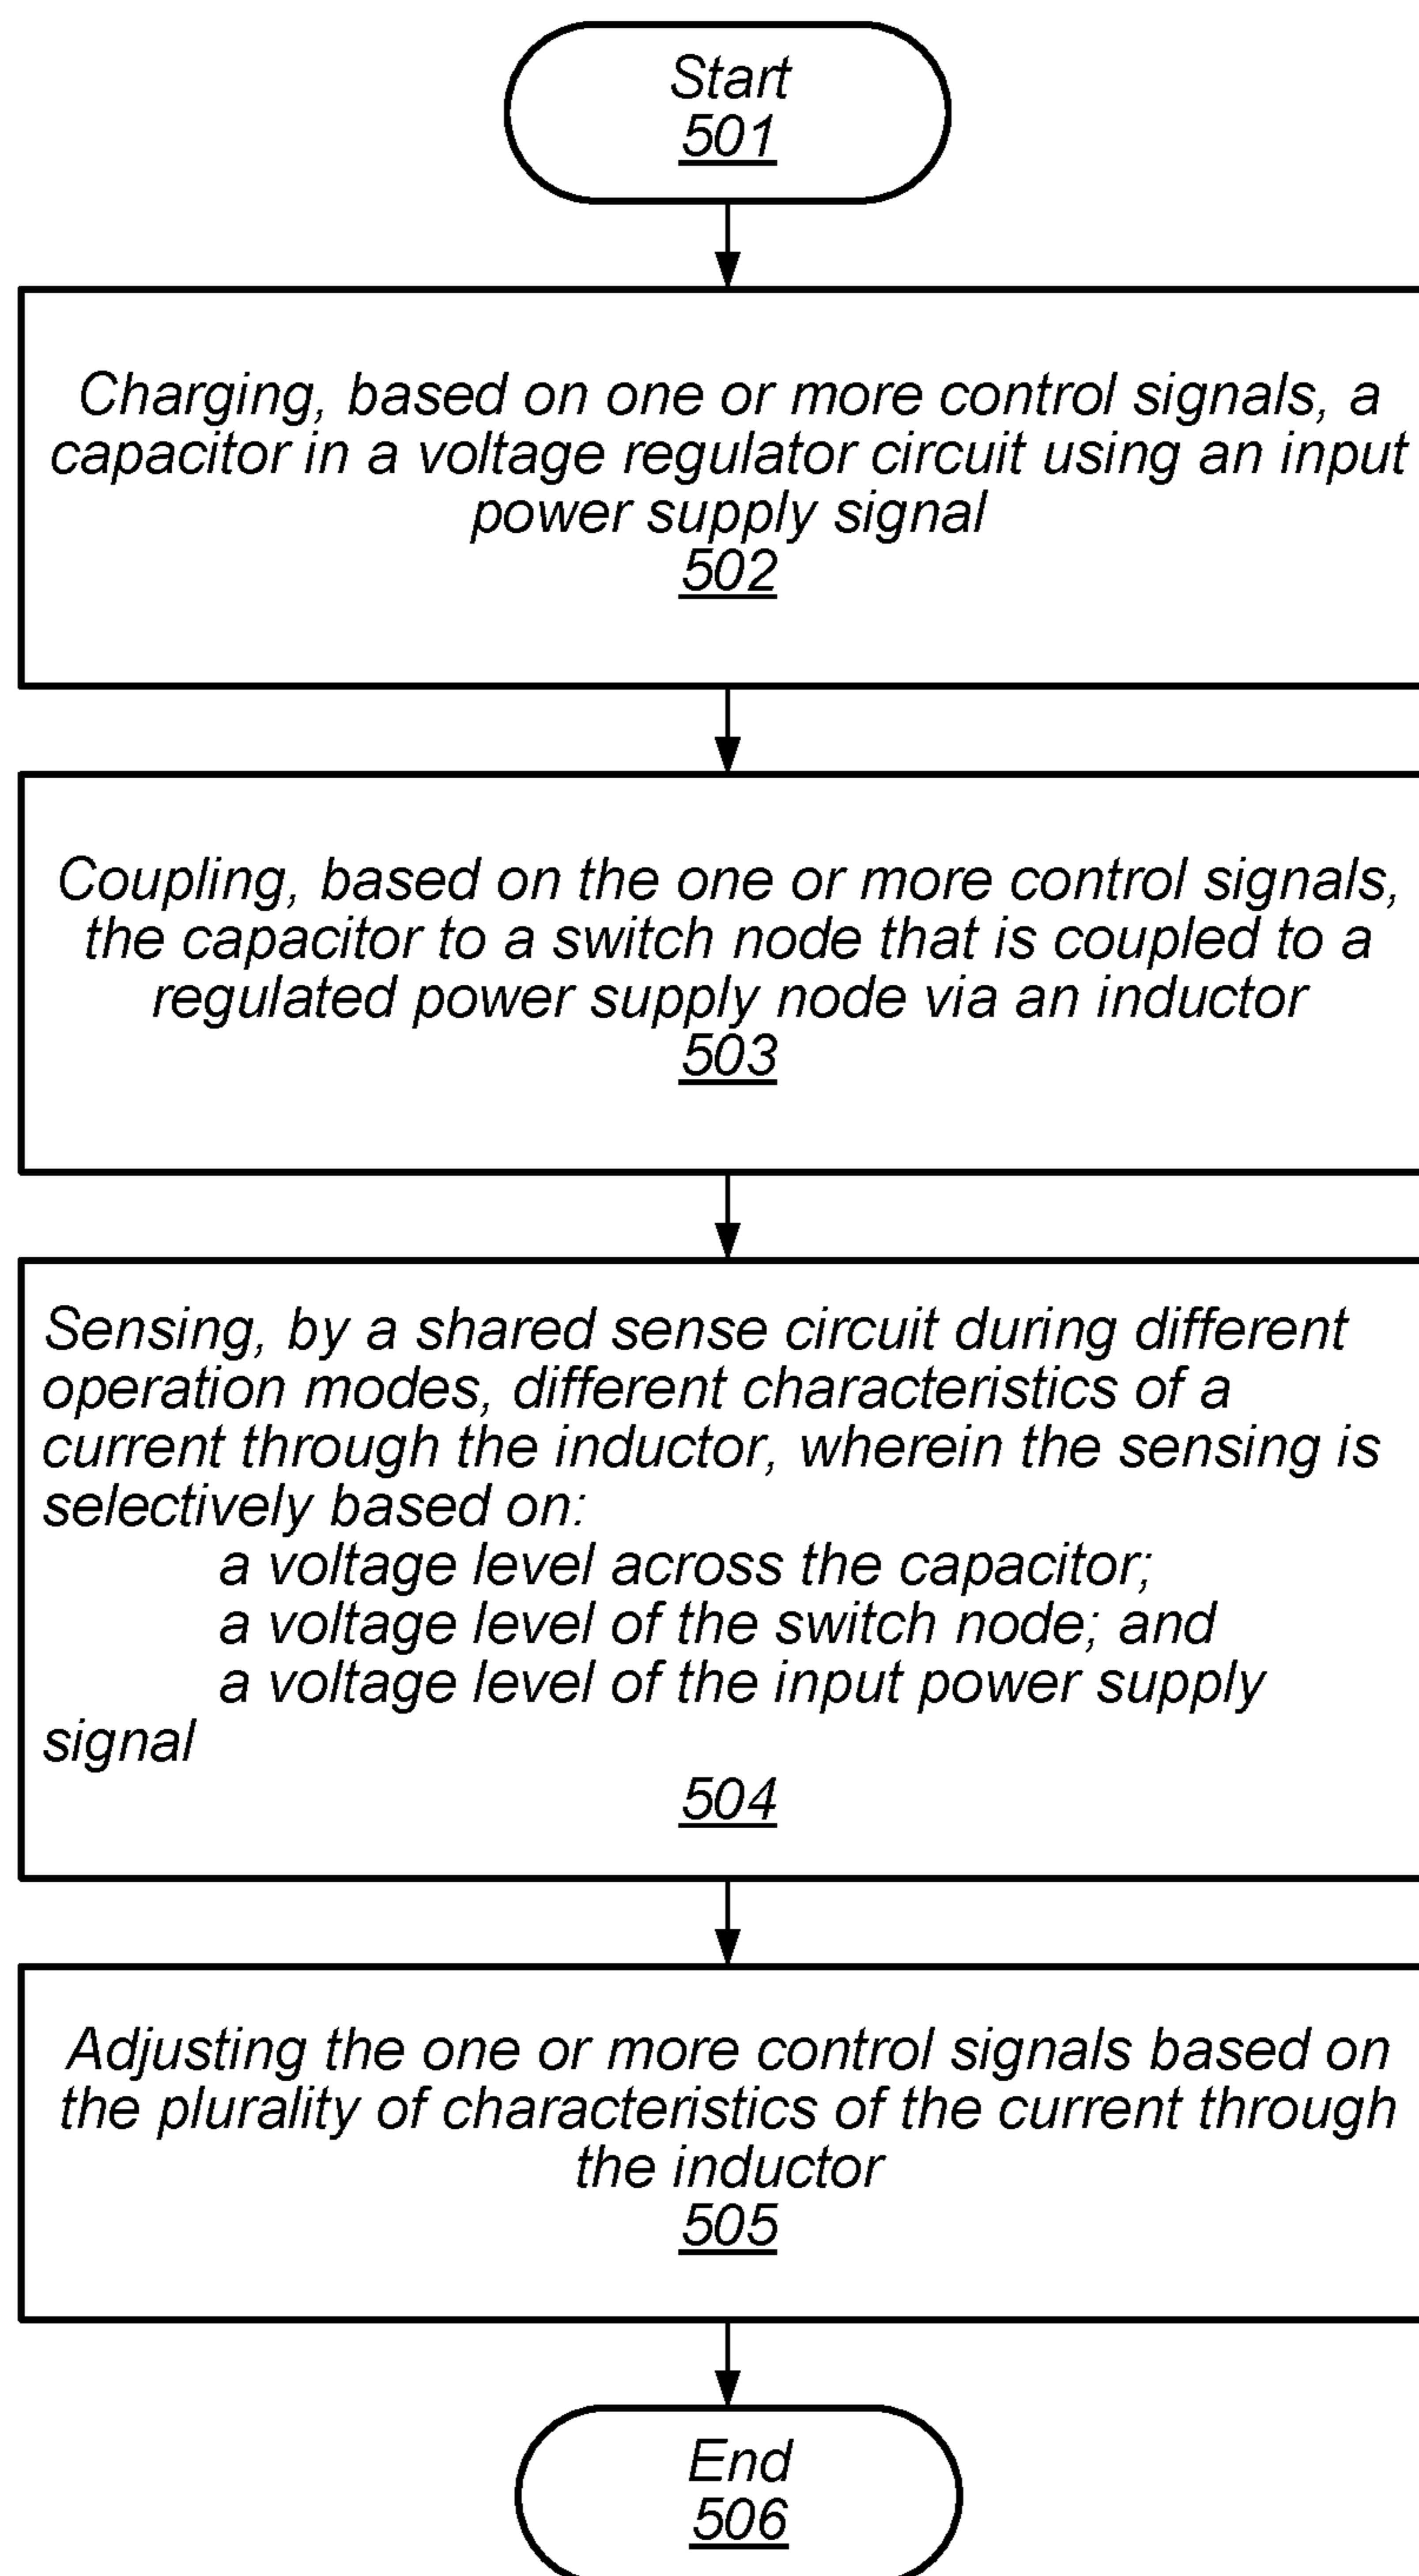 Start
501
Charging, based on one or more control signals, a
capacitor in a voltage regulator circuit using an input
power supply signal
502
Coupling, based on the one or more control signals,
the capacitor to a switch node that is coupled to a
regulated power supply node via an inductor
503
Sensing, by a shared sense circuit during different
operation modes, different characteristics of a
current through the inductor, wherein the sensing is
selectively based on:
a voltage level across the capacitor;
a voltage level of the switch node; and
a voltage level of the input power supply
signal
504
Adjusting the one or more control signals based on
the plurality of characteristics of the current through
the inductor
505
End
506